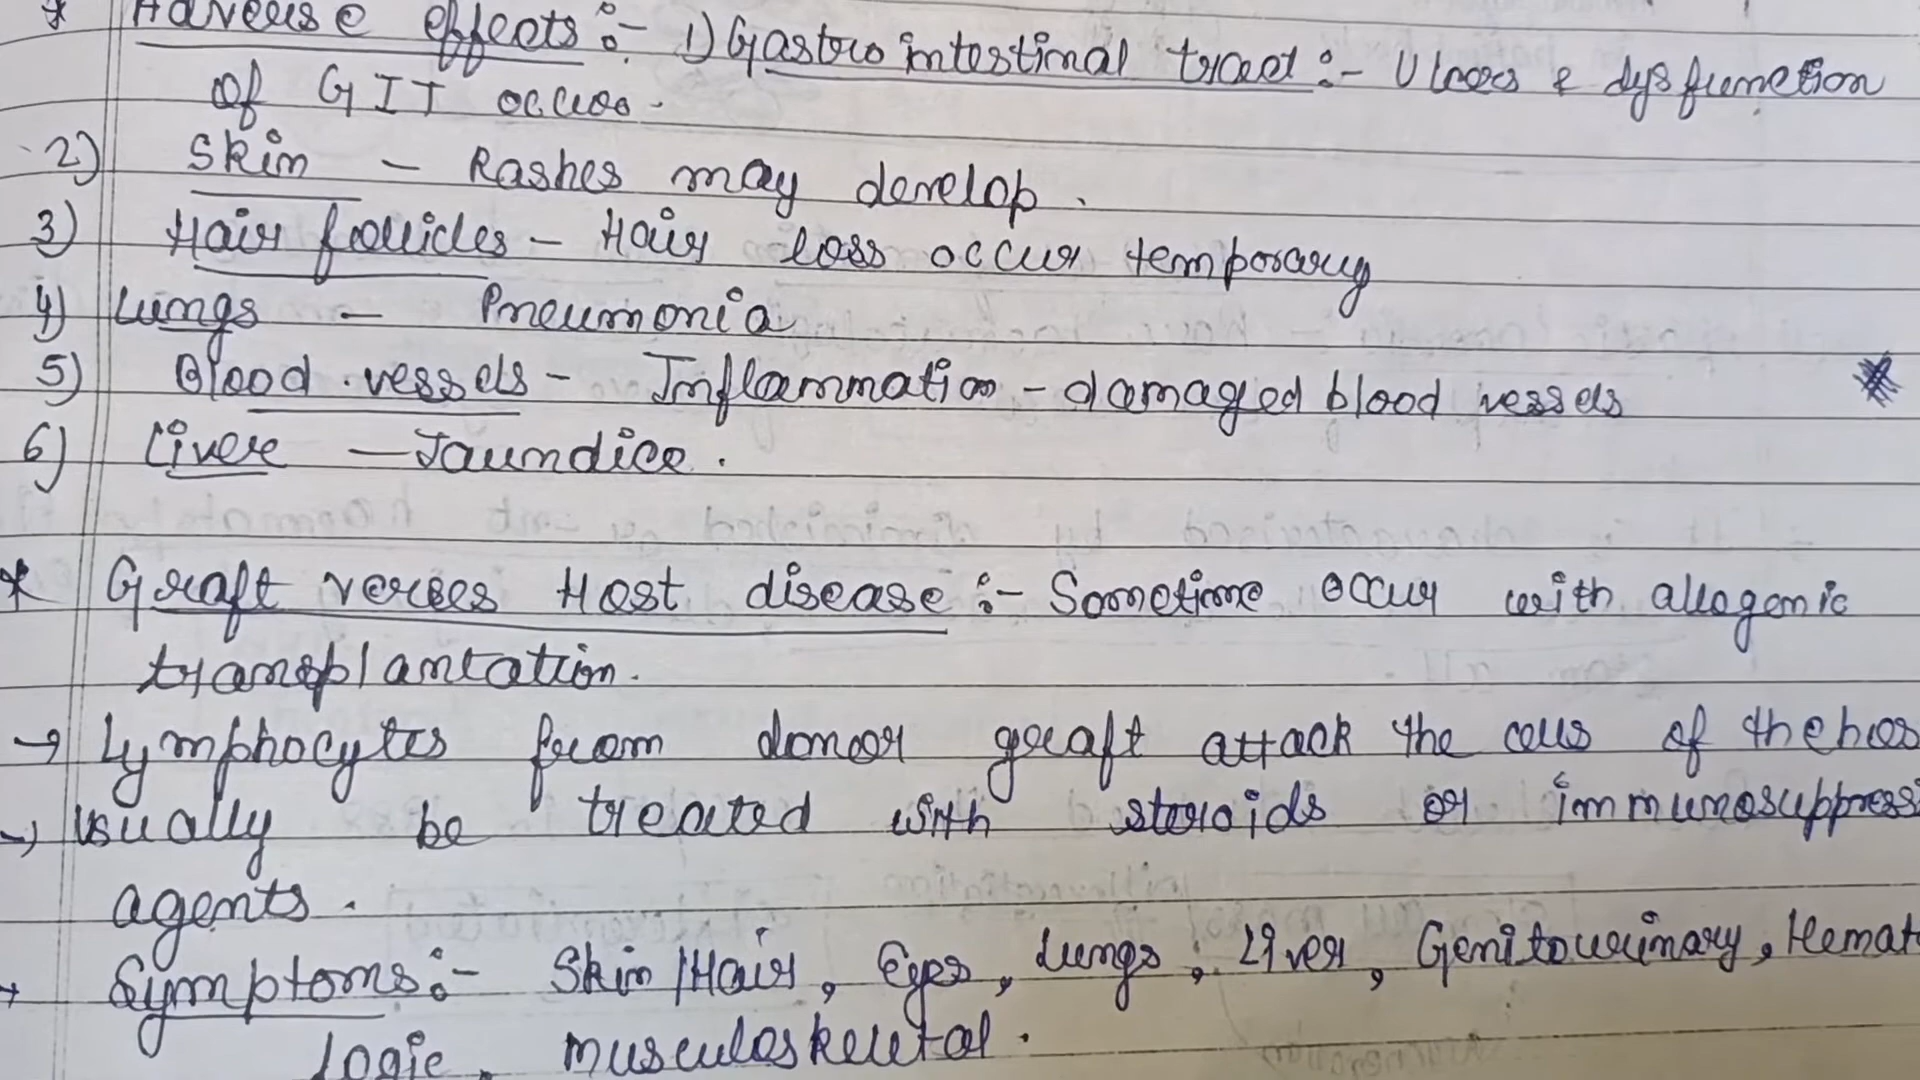 * Adverse effects :- 1) Gastro intestinal tract :- Ulcers & dysfunction
of GIT occurs.
2) Skin - Rashes may develop.
3) Hair follicles - Hair loss occur temporary
4) Lungs - Pneumonia
5) Blood vessels - Inflammation - damaged blood vessels
6) Liver - Jaundice.
* Graft verses Host disease :- Sometime occur with allogenic
transplantation.
→ Lymphocytes from donor graft attack the cells of the hos
→ Usually be treated with steroids or immunosuppress
agents.
→ Symptoms :- Skin/Hair, Eyes, Lungs, Liver, Genitourinary, Hemato
logic, musculoskeletal.